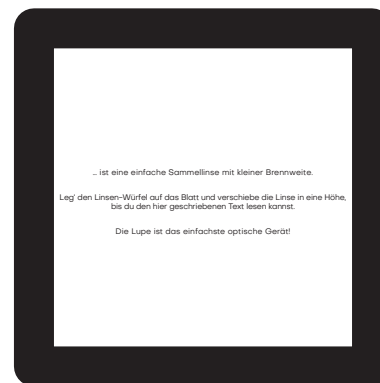 ... ist eine einfache Sammellinse mit kleiner Brennweite.
Leg' den Linsen-Würfel auf das Blatt und verschiebe die Linse in eine Höhe,
bis du den hier geschriebenen Text lesen kannst.
Die Lupe ist das einfachste optische Gerät!